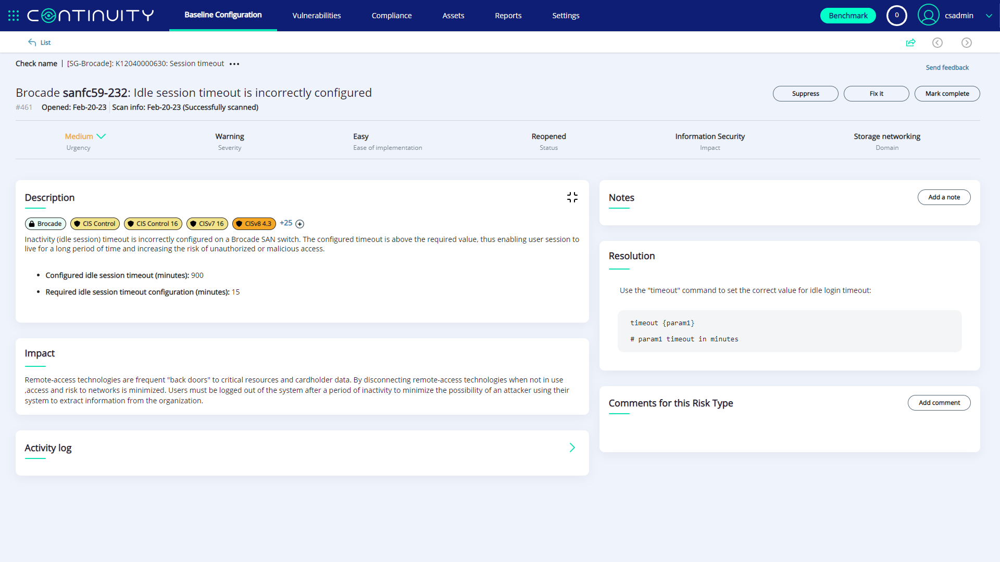 CONTINUITY
Baseline Configuration
Vulnerabilities
Compliance
Assets
Reports
Settings
Benchmark
0
csadmin
List
Check name | [SG-Brocade]: K12040000630: Session timeout •••
Send feedback
Brocade sanfc59-232: Idle session timeout is incorrectly configured
Suppress
Fix it
Mark complete
#461 Opened: Feb-20-23 | Scan info: Feb-20-23 (Successfully scanned)
Medium
Urgency
Warning
Severity
Easy
Ease of implementation
Reopened
Status
Information Security
Impact
Storage networking
Domain
Description
Brocade
CIS Control
CIS Control 16
CISv7 16
CISv8 4.3
+25
Inactivity (idle session) timeout is incorrectly configured on a Brocade SAN switch. The configured timeout is above the required value, thus enabling user session to
live for a long period of time and increasing the risk of unauthorized or malicious access.
• Configured idle session timeout (minutes): 900
• Required idle session timeout configuration (minutes): 15
Impact
Remote-access technologies are frequent "back doors" to critical resources and cardholder data. By disconnecting remote-access technologies when not in use
,access and risk to networks is minimized. Users must be logged out of the system after a period of inactivity to minimize the possibility of an attacker using their
system to extract information from the organization.
Activity log
Notes
Add a note
Resolution
Use the "timeout" command to set the correct value for idle login timeout:
timeout {param1}
# param1 timeout in minutes
Comments for this Risk Type
Add comment